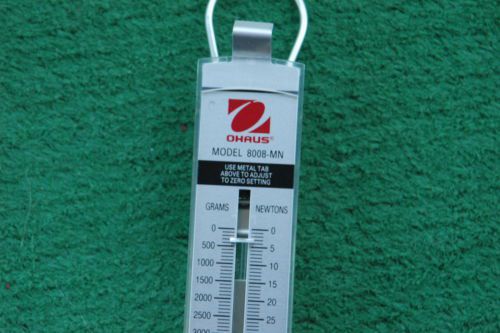 OHAUS
MODEL 8008-MN
USE METAL TAB
ABOVE TO ADJUST
TO ZERO SETTING
GRAMS NEWTONS
0 0
500 5
1000 10
1500 15
2000 20
2500 25
3000